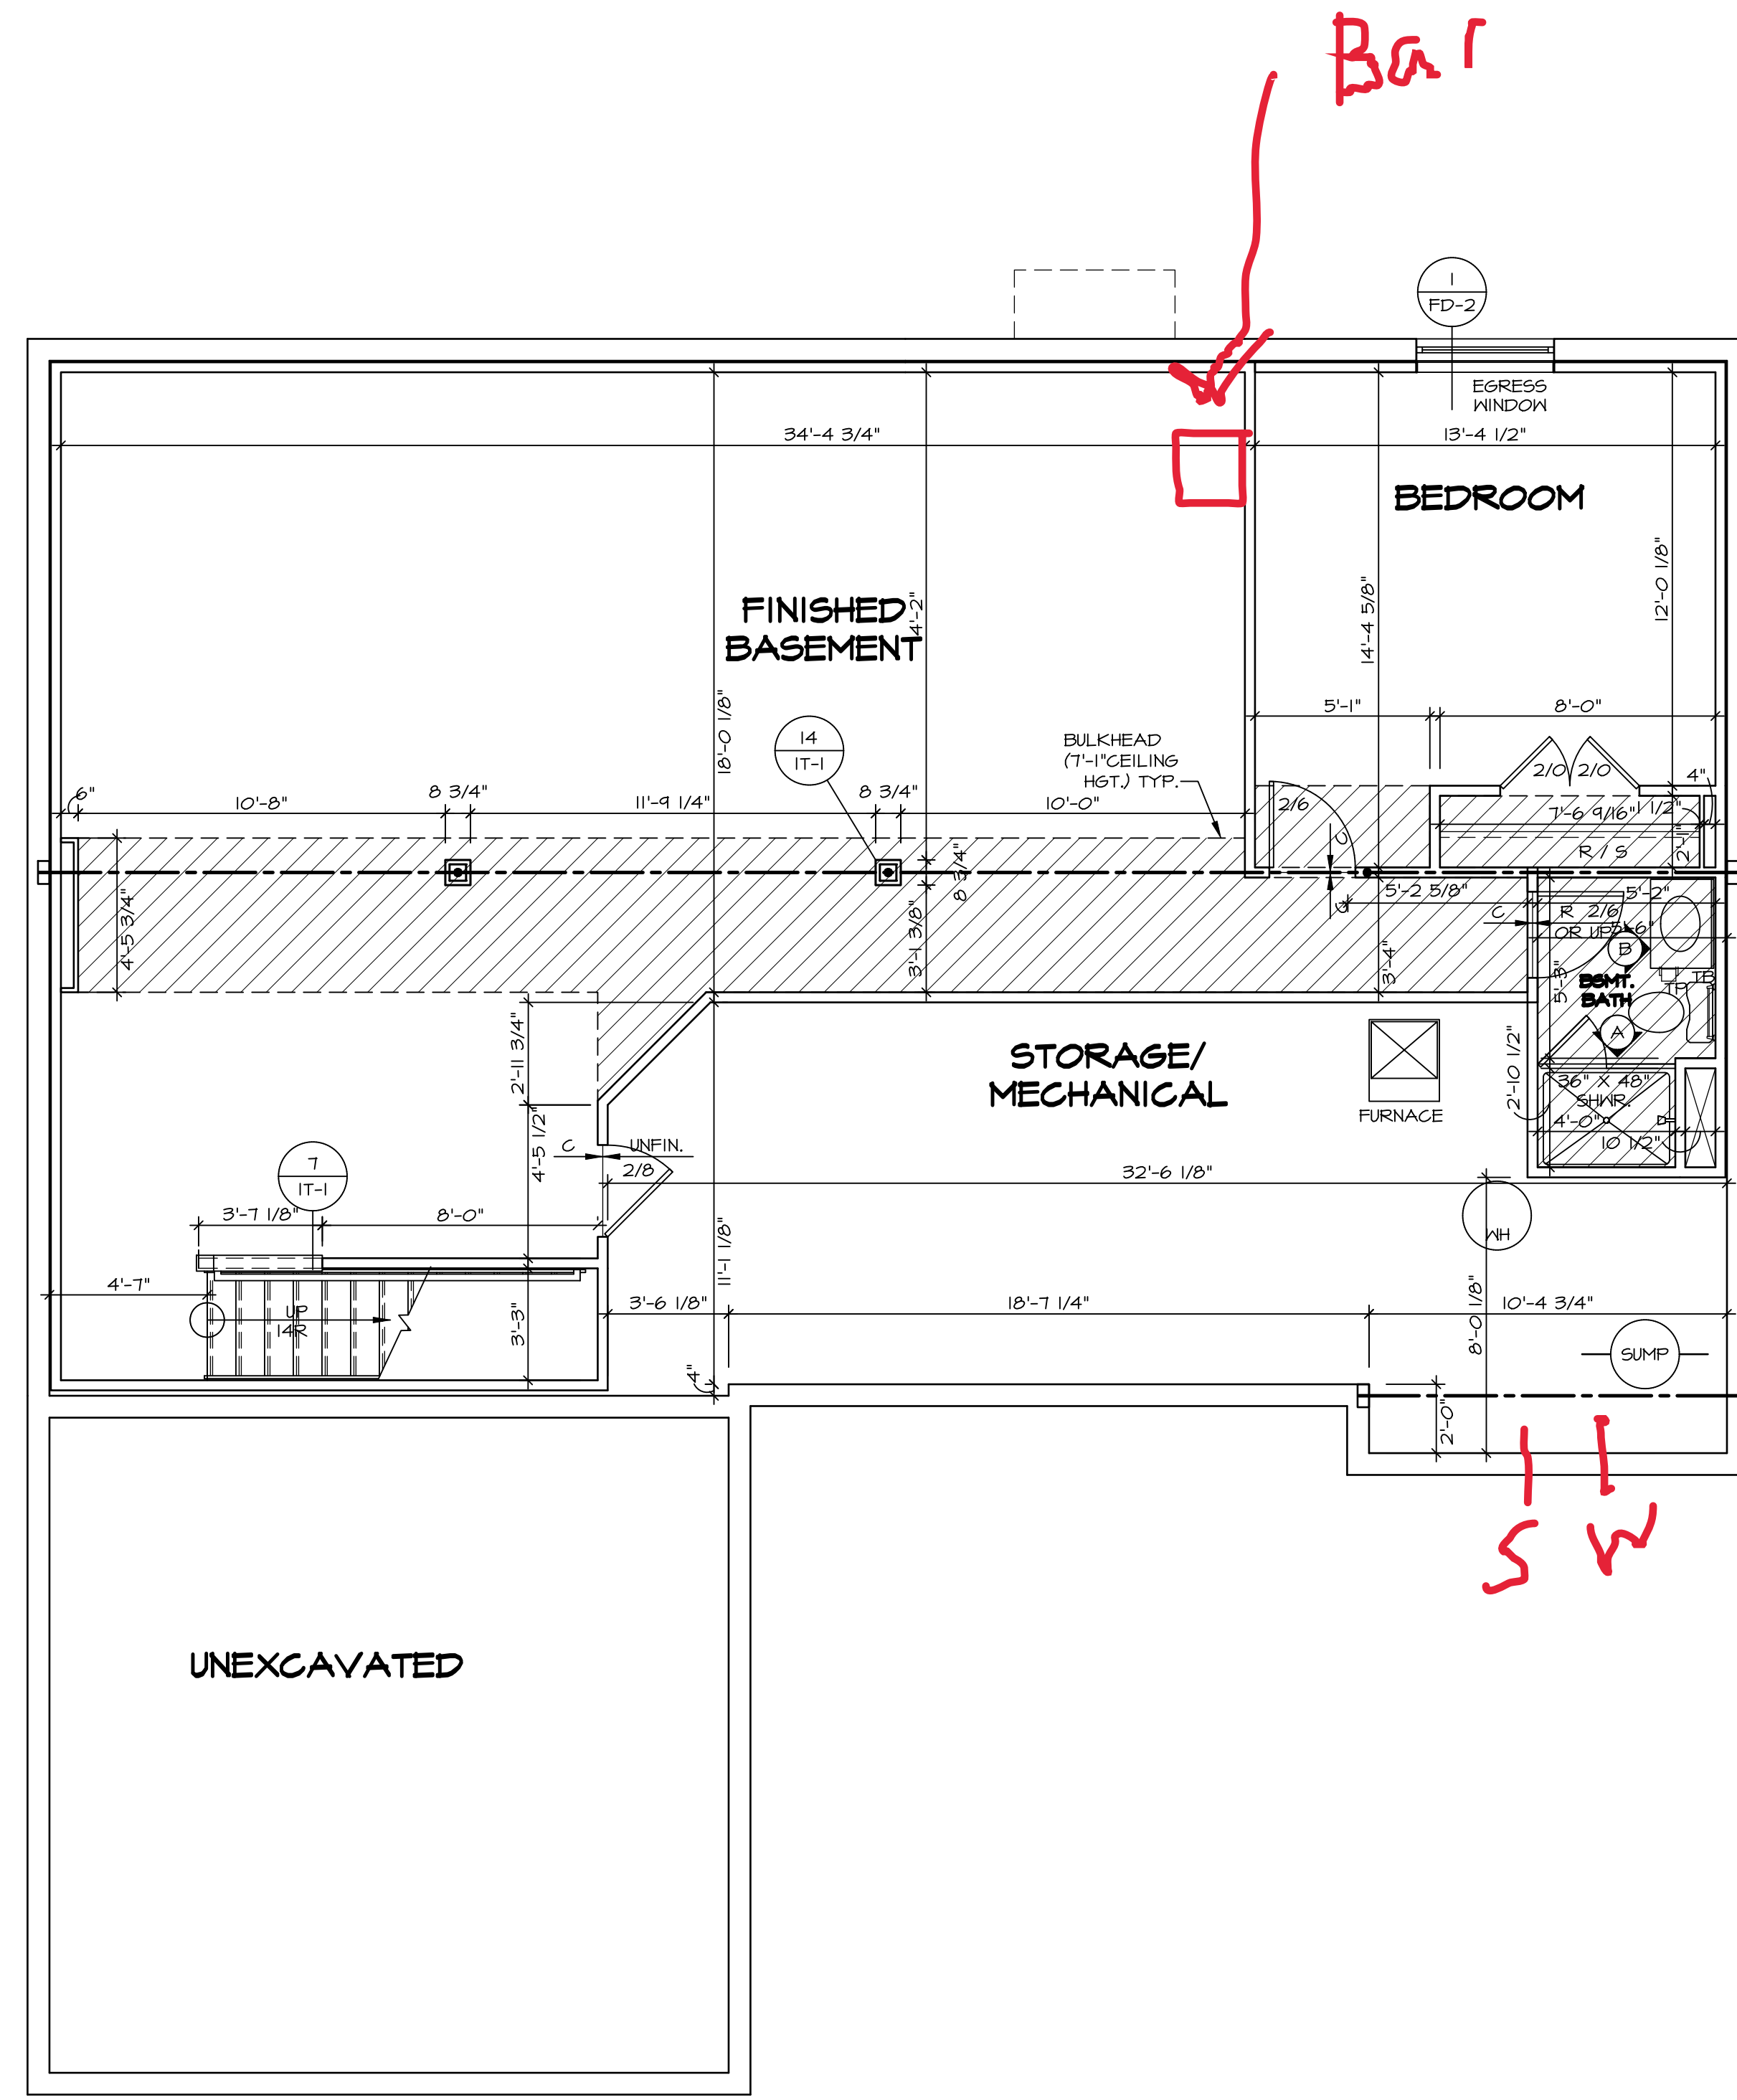 Bar
1
FD-2
EGRESS
WINDOW
34'-4 3/4"
13'-4 1/2"
BEDROOM
FINISHED
BASEMENT
4'-2"
18'-0 1/8"
14'-4 5/8"
12'-0 1/8"
5'-1"
8'-0"
14
IT-1
BULKHEAD
(7'-1"CEILING
HGT.) TYP.
2/0 2/0
4"
6"
10'-8"
8 3/4"
11'-9 1/4"
8 3/4"
10'-0"
2/6
7'-6 9/16"
1 1/2"
R / S
2'-1"
C
8 3/4"
4'-5 3/4"
3'-1 3/8"
C
5'-2 5/8"
5'-2"
C
R 2/6
OR UP
5'-6"
B
3'-4"
5'-3"
BSMT.
BATH
TP
TB
A
2'-11 3/4"
STORAGE/
MECHANICAL
FURNACE
2'-10 1/2"
36" X 48"
SHWR.
4'-0"
10 1/2"
4'-5 1/2"
C
UNFIN.
2/8
7
IT-1
32'-6 1/8"
3'-7 1/8"
8'-0"
WH
11'-1 1/8"
4'-7"
UP
14R
3'-3"
3'-6 1/8"
18'-7 1/4"
8'-0 1/8"
10'-4 3/4"
SUMP
4"
2'-0"
S W
UNEXCAVATED